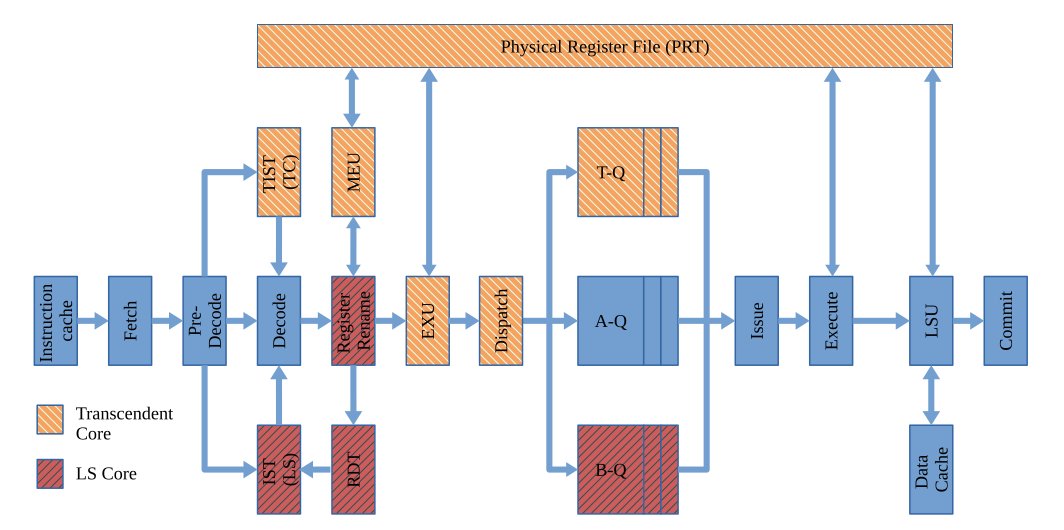 Physical Register File (PRT)
TIST
(TC)
MEU
T-Q
Instruction
cache
Fetch
Pre-
Decode
Decode
Register
Rename
EXU
Dispatch
A-Q
Issue
Execute
LSU
Commit
Transcendent
Core
LS Core
IST
(LS)
RDT
B-Q
Data
Cache